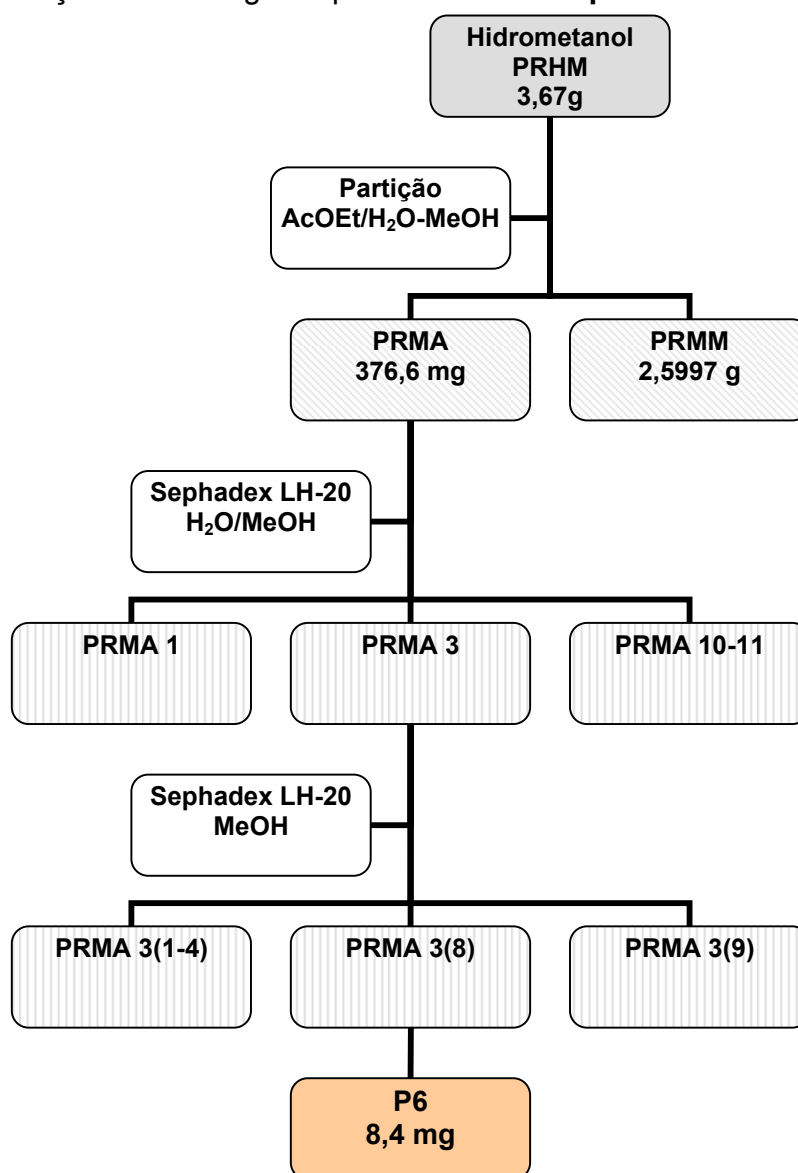 Hidrometanol
PRHM
3,67g
Partição
AcOEt/H₂O-MeOH
PRMA
376,6 mg
PRMM
2,5997 g
Sephadex LH-20
H₂O/MeOH
PRMA 1
PRMA 3
PRMA 10-11
Sephadex LH-20
MeOH
PRMA 3(1-4)
PRMA 3(8)
PRMA 3(9)
P6
8,4 mg